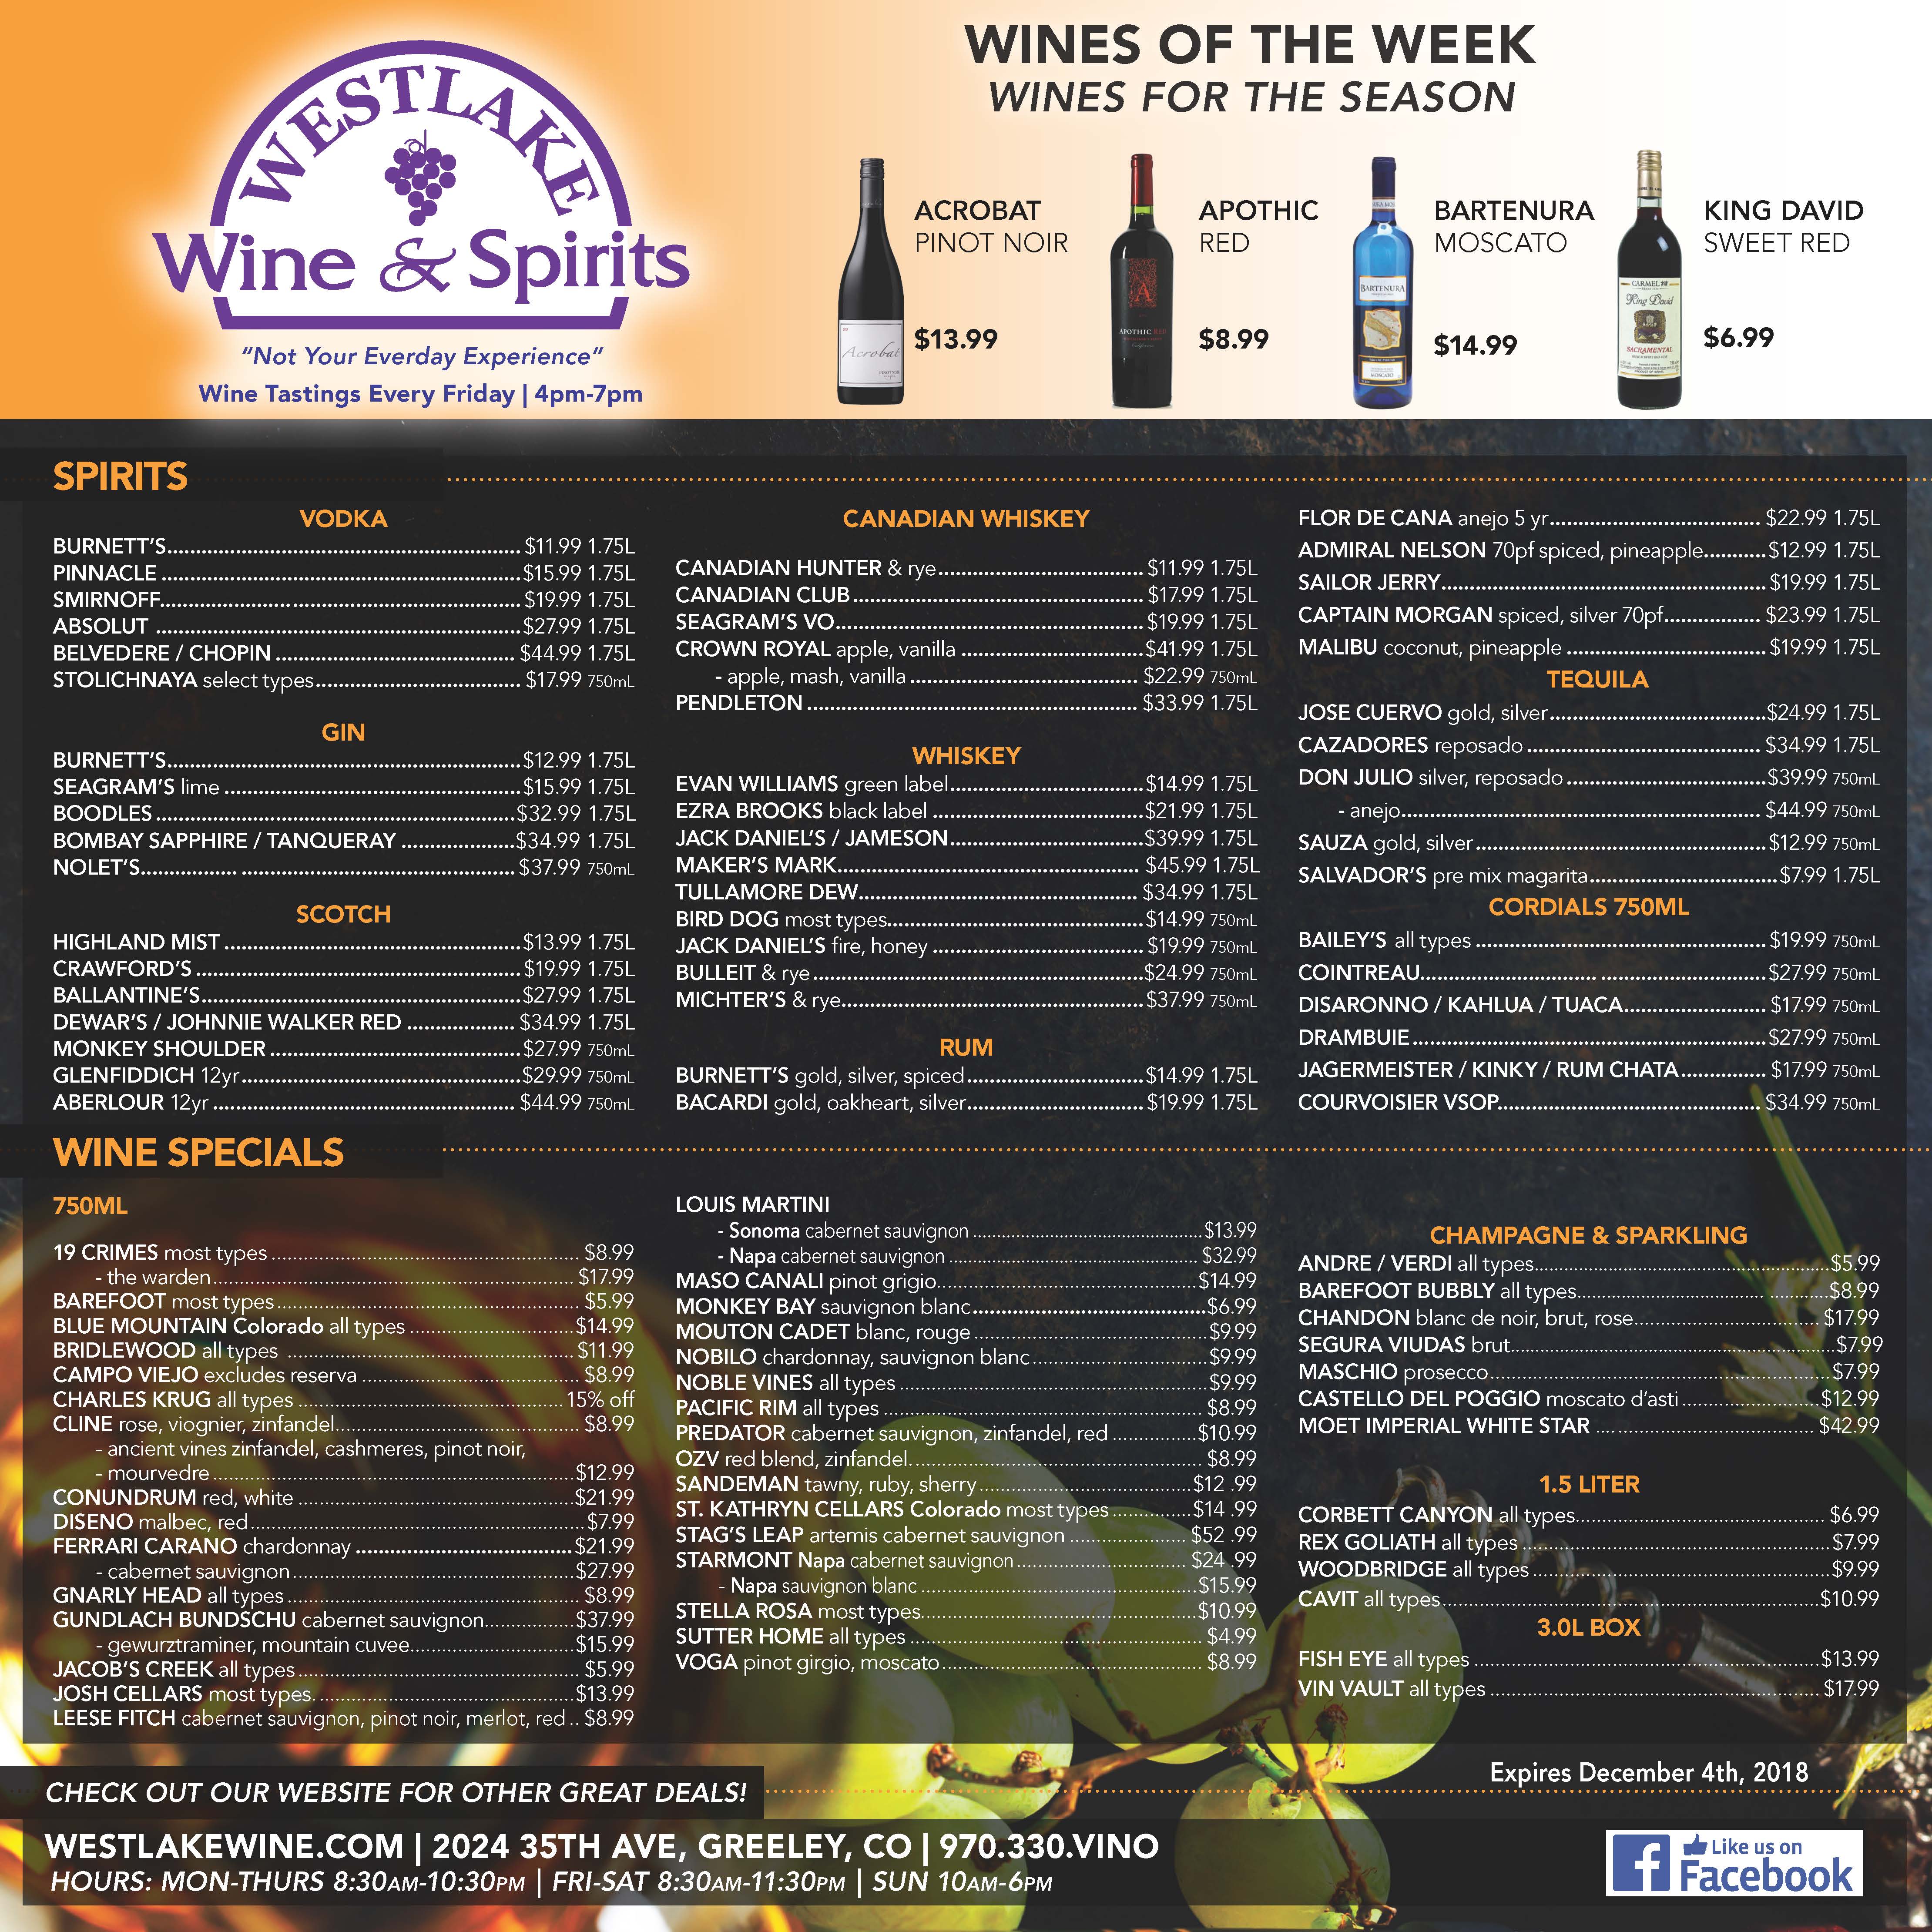 WESTLAKE
Wine & Spirits
“Not Your Everday Experience”
Wine Tastings Every Friday | 4pm-7pm
WINES OF THE WEEK
WINES FOR THE SEASON
ACROBAT
PINOT NOIR
$13.99
Acrobat
APOTHIC
RED
$8.99
A
APOTHIC RED
BARTENURA
MOSCATO
$14.99
BARTENURA
MOSCATO
KING DAVID
SWEET RED
$6.99
CARMEL
King David
SACRAMENTAL
SPIRITS
VODKA
BURNETT’S $11.99 1.75L
PINNACLE $15.99 1.75L
SMIRNOFF $19.99 1.75L
ABSOLUT $27.99 1.75L
BELVEDERE / CHOPIN $44.99 1.75L
STOLICHNAYA select types $17.99 750mL
GIN
BURNETT’S $12.99 1.75L
SEAGRAM’S lime $15.99 1.75L
BOODLES $32.99 1.75L
BOMBAY SAPPHIRE / TANQUERAY $34.99 1.75L
NOLET’S $37.99 750mL
SCOTCH
HIGHLAND MIST $13.99 1.75L
CRAWFORD’S $19.99 1.75L
BALLANTINE’S $27.99 1.75L
DEWAR’S / JOHNNIE WALKER RED $34.99 1.75L
MONKEY SHOULDER $27.99 750mL
GLENFIDDICH 12yr $29.99 750mL
ABERLOUR 12yr $44.99 750mL
CANADIAN WHISKEY
CANADIAN HUNTER & rye $11.99 1.75L
CANADIAN CLUB $17.99 1.75L
SEAGRAM’S VO $19.99 1.75L
CROWN ROYAL apple, vanilla $41.99 1.75L
- apple, mash, vanilla $22.99 750mL
PENDLETON $33.99 1.75L
WHISKEY
EVAN WILLIAMS green label $14.99 1.75L
EZRA BROOKS black label $21.99 1.75L
JACK DANIEL’S / JAMESON $39.99 1.75L
MAKER’S MARK $45.99 1.75L
TULLAMORE DEW $34.99 1.75L
BIRD DOG most types $14.99 750mL
JACK DANIEL’S fire, honey $19.99 750mL
BULLEIT & rye $24.99 750mL
MICHTER’S & rye $37.99 750mL
RUM
BURNETT’S gold, silver, spiced $14.99 1.75L
BACARDI gold, oakheart, silver $19.99 1.75L
FLOR DE CANA anejo 5 yr $22.99 1.75L
ADMIRAL NELSON 70pf spiced, pineapple $12.99 1.75L
SAILOR JERRY $19.99 1.75L
CAPTAIN MORGAN spiced, silver 70pf $23.99 1.75L
MALIBU coconut, pineapple $19.99 1.75L
TEQUILA
JOSE CUERVO gold, silver $24.99 1.75L
CAZADORES reposado $34.99 1.75L
DON JULIO silver, reposado $39.99 750mL
- anejo $44.99 750mL
SAUZA gold, silver $12.99 750mL
SALVADOR’S pre mix magarita $7.99 1.75L
CORDIALS 750ML
BAILEY’S all types $19.99 750mL
COINTREAU $27.99 750mL
DISARONNO / KAHLUA / TUACA $17.99 750mL
DRAMBUIE $27.99 750mL
JAGERMEISTER / KINKY / RUM CHATA $17.99 750mL
COURVOISIER VSOP $34.99 750mL
WINE SPECIALS
750ML
19 CRIMES most types $8.99
- the warden $17.99
BAREFOOT most types $5.99
BLUE MOUNTAIN Colorado all types $14.99
BRIDLEWOOD all types $11.99
CAMPO VIEJO excludes reserva $8.99
CHARLES KRUG all types 15% off
CLINE rose, viognier, zinfandel $8.99
- ancient vines zinfandel, cashmeres, pinot noir,
- mourvedre $12.99
CONUNDRUM red, white $21.99
DISENO malbec, red $7.99
FERRARI CARANO chardonnay $21.99
- cabernet sauvignon $27.99
GNARLY HEAD all types $8.99
GUNDLACH BUNDSCHU cabernet sauvignon $37.99
- gewurztraminer, mountain cuvee $15.99
JACOB’S CREEK all types $5.99
JOSH CELLARS most types $13.99
LEESE FITCH cabernet sauvignon, pinot noir, merlot, red $8.99
LOUIS MARTINI
- Sonoma cabernet sauvignon $13.99
- Napa cabernet sauvignon $32.99
MASO CANALI pinot grigio $14.99
MONKEY BAY sauvignon blanc $6.99
MOUTON CADET blanc, rouge $9.99
NOBILO chardonnay, sauvignon blanc $9.99
NOBLE VINES all types $9.99
PACIFIC RIM all types $8.99
PREDATOR cabernet sauvignon, zinfandel, red $10.99
OZV red blend, zinfandel $8.99
SANDEMAN tawny, ruby, sherry $12 .99
ST. KATHRYN CELLARS Colorado most types $14 .99
STAG’S LEAP artemis cabernet sauvignon $52 .99
STARMONT Napa cabernet sauvignon $24 .99
- Napa sauvignon blanc $15.99
STELLA ROSA most types $10.99
SUTTER HOME all types $4.99
VOGA pinot girgio, moscato $8.99
CHAMPAGNE & SPARKLING
ANDRE / VERDI all types $5.99
BAREFOOT BUBBLY all types $8.99
CHANDON blanc de noir, brut, rose $17.99
SEGURA VIUDAS brut $7.99
MASCHIO prosecco $7.99
CASTELLO DEL POGGIO moscato d’asti $12.99
MOET IMPERIAL WHITE STAR $42.99
1.5 LITER
CORBETT CANYON all types $6.99
REX GOLIATH all types $7.99
WOODBRIDGE all types $9.99
CAVIT all types $10.99
3.0L BOX
FISH EYE all types $13.99
VIN VAULT all types $17.99
Expires December 4th, 2018
CHECK OUT OUR WEBSITE FOR OTHER GREAT DEALS!
WESTLAKEWINE.COM | 2024 35TH AVE, GREELEY, CO | 970.330.VINO
HOURS: MON-THURS 8:30AM-10:30PM | FRI-SAT 8:30AM-11:30PM | SUN 10AM-6PM
f
Like us on
Facebook